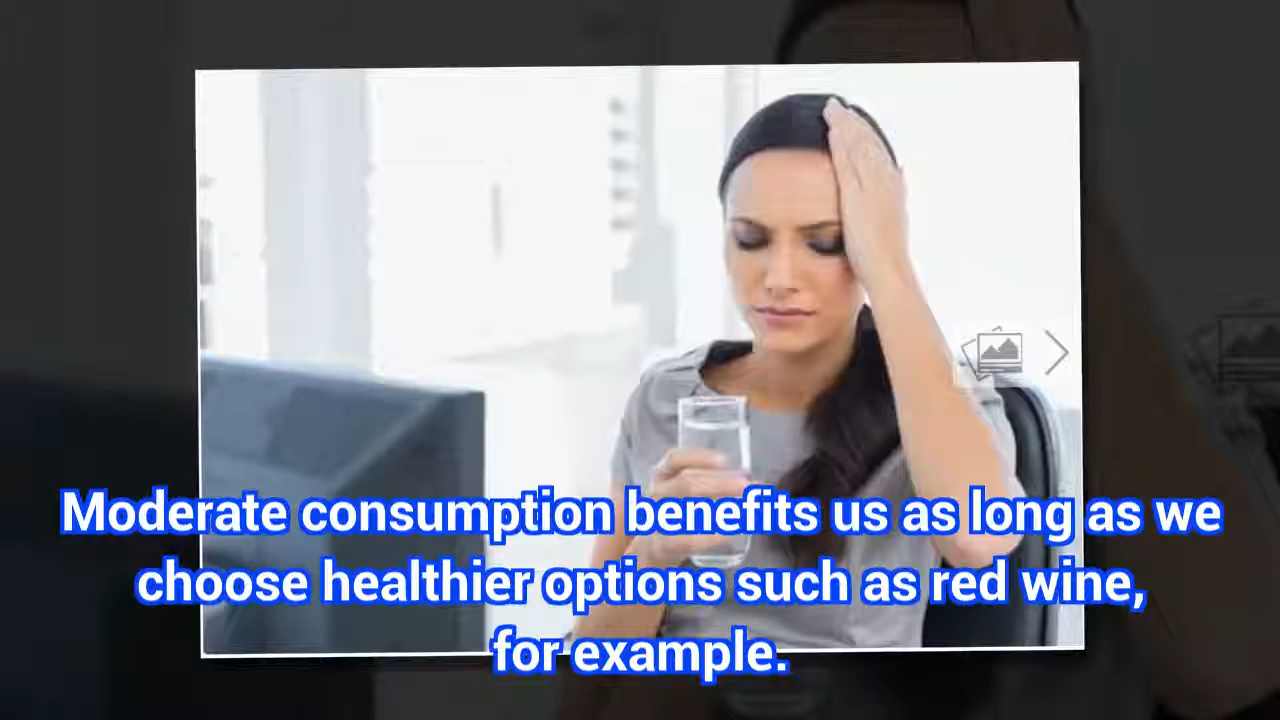 Moderate consumption benefits us as long as we
choose healthier options such as red wine,
for example.